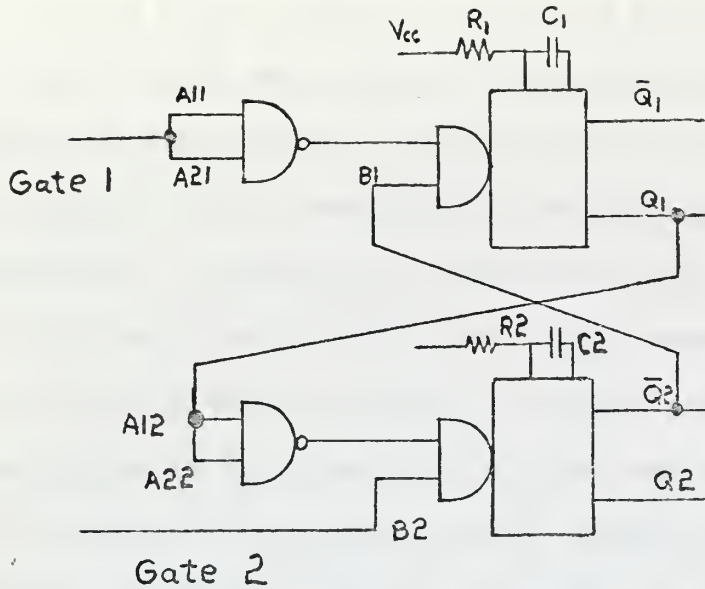 Vcc R1 C1
A11
Q̄1
A21
Gate 1
B1
Q1
R2 C2
Q̄2
A12
A22
Q2
B2
Gate 2